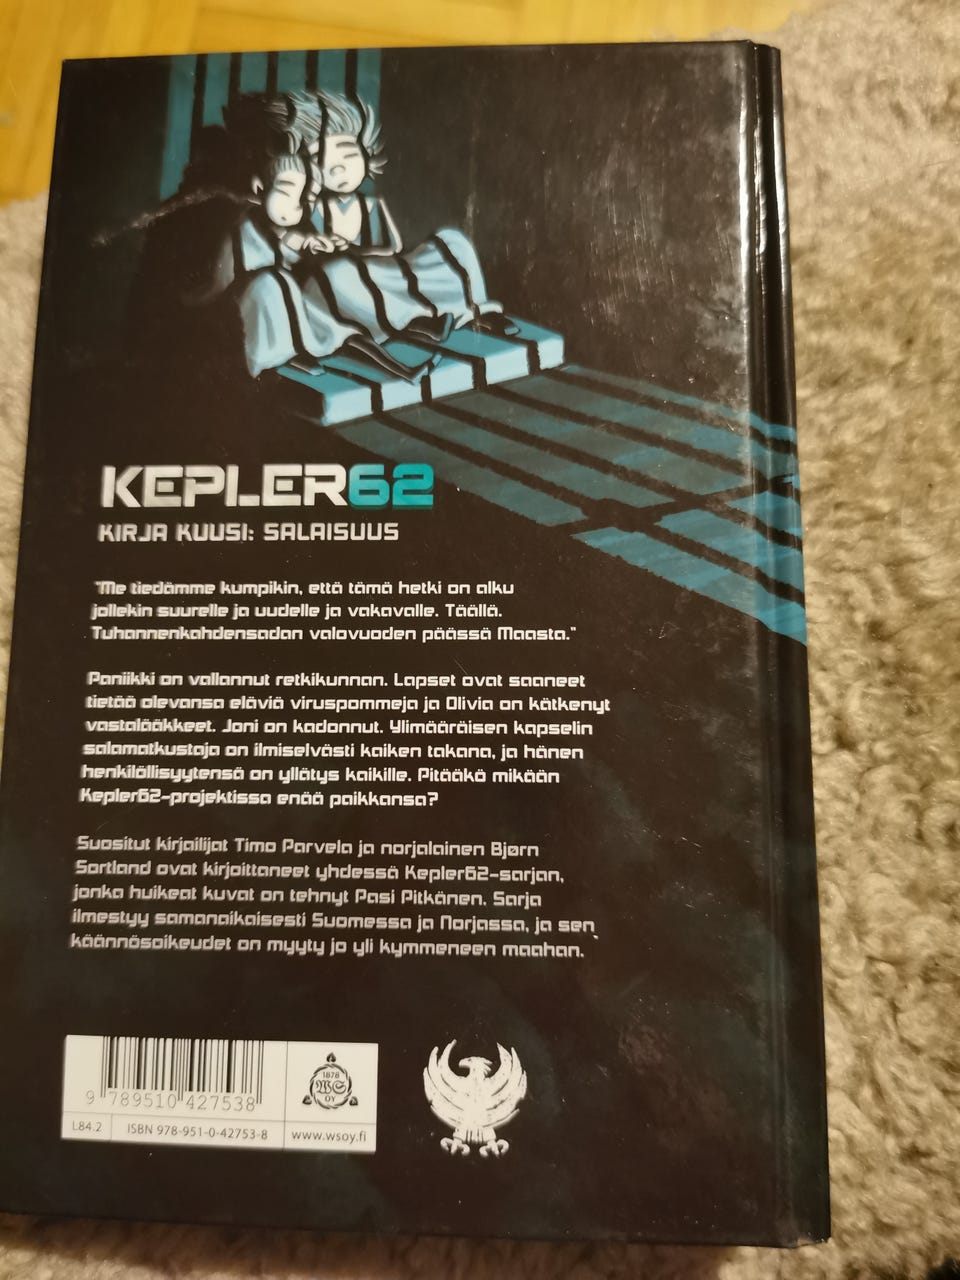 KEPLER62
KIRJA KUUSI: SALAISUUS
"Me tiedämme kumpikin, että tämä hetki on alku
jollekin suurelle ja uudelle ja vakavalle. Täällä.
Tuhannenkahdensadan valovuoden päässä Maasta."
Paniikki on vallannut retkikunnan. Lapset ovat saaneet
tietää olevansa eläviä viruspommeja ja Olivia on kätkenyt
vastalääkkeet. Joni on kadonnut. Ylimääräisen kapselin
salamatkustaja on ilmiselvästi kaiken takana, ja hänen
henkilöllisyytensä on yllätys kaikille. Pitääkö mikään
Kepler62-projektissa enää paikkansa?
Suositut kirjailijat Timo Parvela ja norjalainen Bjørn
Sortland ovat kirjoittaneet yhdessä Kepler62-sarjan,
jonka huikeat kuvat on tehnyt Pasi Pitkänen. Sarja
ilmestyy samanaikaisesti Suomessa ja Norjassa, ja sen
käännösoikeudet on myyty jo yli kymmeneen maahan.
1878
WS
OY
9 789510 427538
L84.2 ISBN 978-951-0-42753-8 www.wsoy.fi